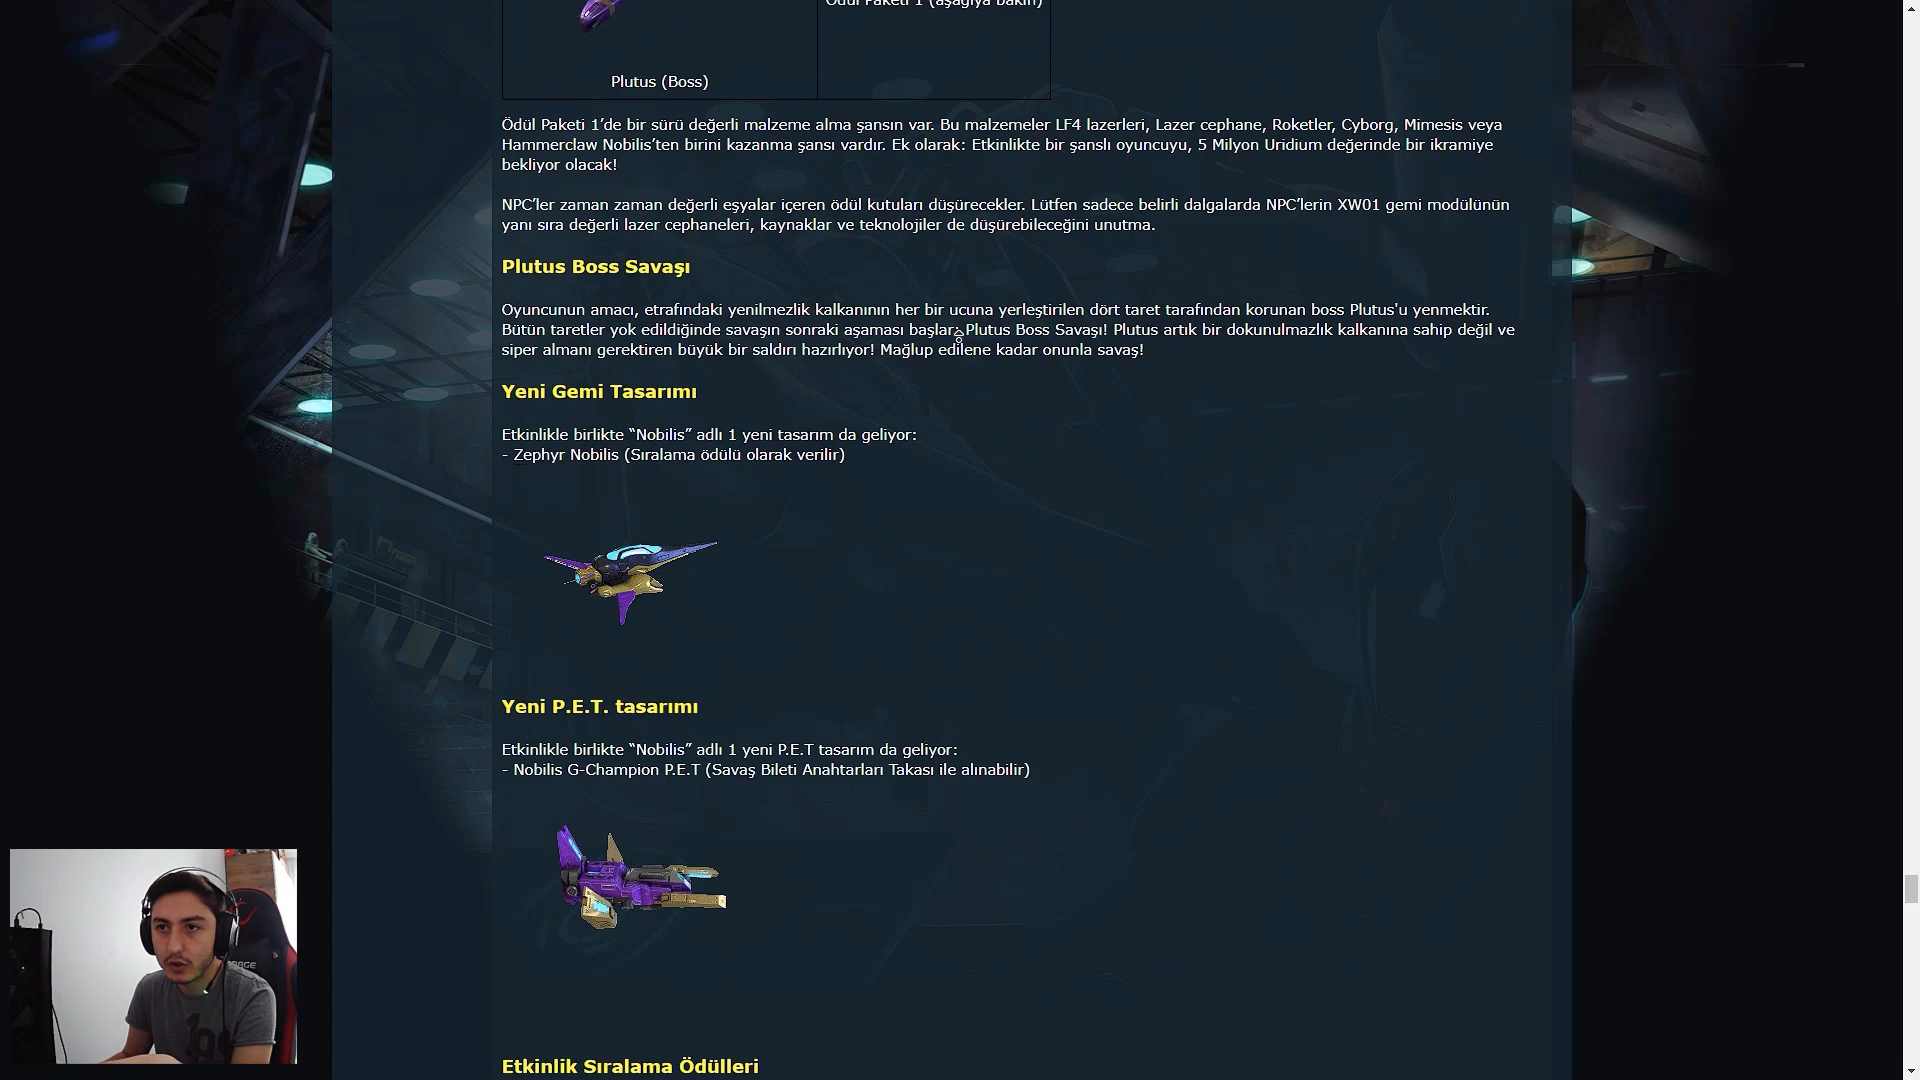 Ödül Paketi 1 (aşağıya bakın)
Plutus (Boss)
Ödül Paketi 1’de bir sürü değerli malzeme alma şansın var. Bu malzemeler LF4 lazerleri, Lazer cephane, Roketler, Cyborg, Mimesis veya
Hammerclaw Nobilis’ten birini kazanma şansı vardır. Ek olarak: Etkinlikte bir şanslı oyuncuyu, 5 Milyon Uridium değerinde bir ikramiye
bekliyor olacak!
NPC’ler zaman zaman değerli eşyalar içeren ödül kutuları düşürecekler. Lütfen sadece belirli dalgalarda NPC’lerin XW01 gemi modülünün
yanı sıra değerli lazer cephaneleri, kaynaklar ve teknolojiler de düşürebileceğini unutma.
Plutus Boss Savaşı
Oyuncunun amacı, etrafındaki yenilmezlik kalkanının her bir ucuna yerleştirilen dört taret tarafından korunan boss Plutus'u yenmektir.
Bütün taretler yok edildiğinde savaşın sonraki aşaması başlar: Plutus Boss Savaşı! Plutus artık bir dokunulmazlık kalkanına sahip değil ve
siper almanı gerektiren büyük bir saldırı hazırlıyor! Mağlup edilene kadar onunla savaş!
Yeni Gemi Tasarımı
Etkinlikle birlikte “Nobilis” adlı 1 yeni tasarım da geliyor:
- Zephyr Nobilis (Sıralama ödülü olarak verilir)
Yeni P.E.T. tasarımı
Etkinlikle birlikte “Nobilis” adlı 1 yeni P.E.T tasarım da geliyor:
- Nobilis G-Champion P.E.T (Savaş Bileti Anahtarları Takası ile alınabilir)
Etkinlik Sıralama Ödülleri